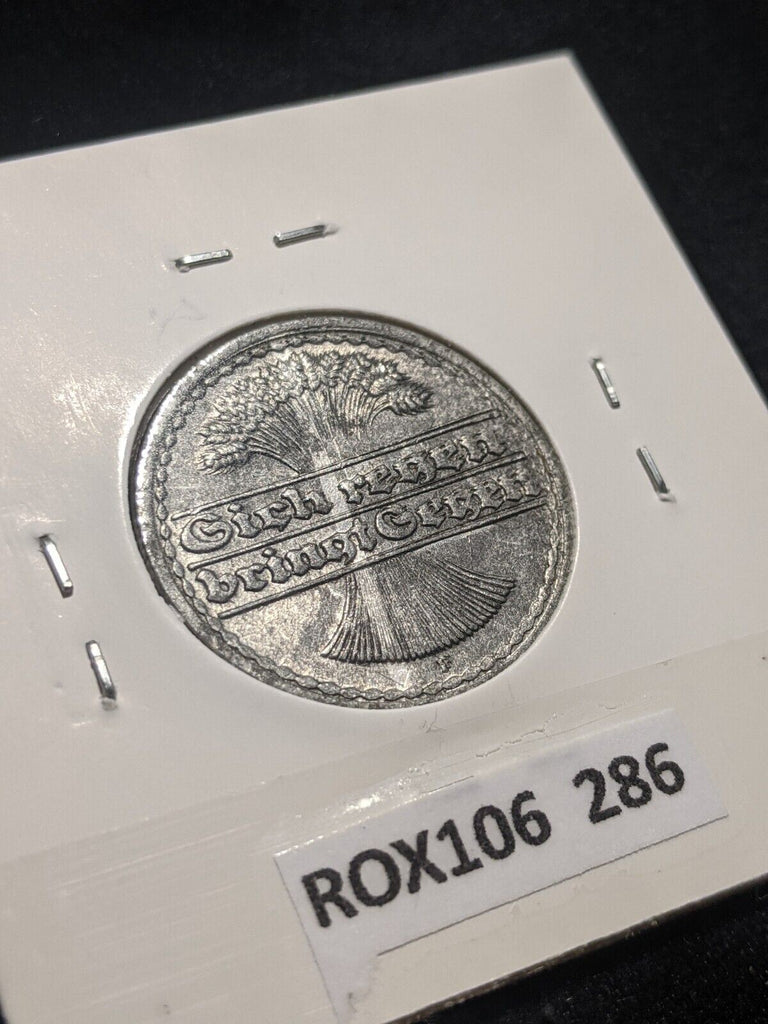 Sich regen
bringt Segen
F
ROX106 286